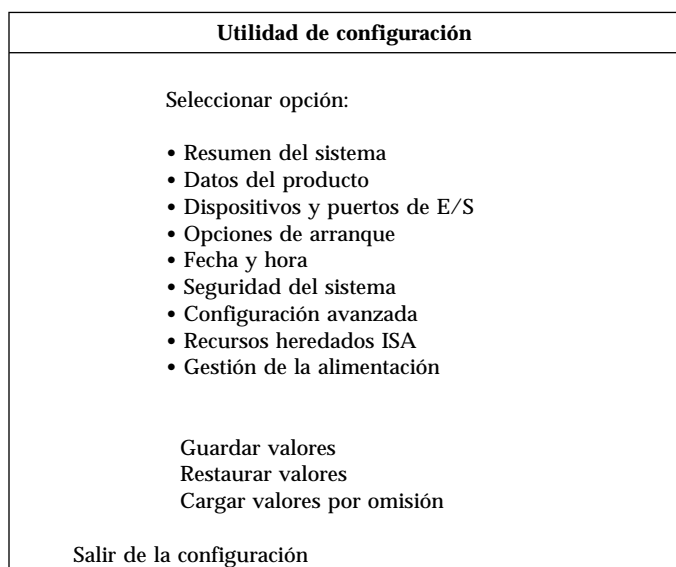 Utilidad de configuración
Seleccionar opción:
• Resumen del sistema
• Datos del producto
• Dispositivos y puertos de E/S
• Opciones de arranque
• Fecha y hora
• Seguridad del sistema
• Configuración avanzada
• Recursos heredados ISA
• Gestión de la alimentación
Guardar valores
Restaurar valores
Cargar valores por omisión
Salir de la configuración